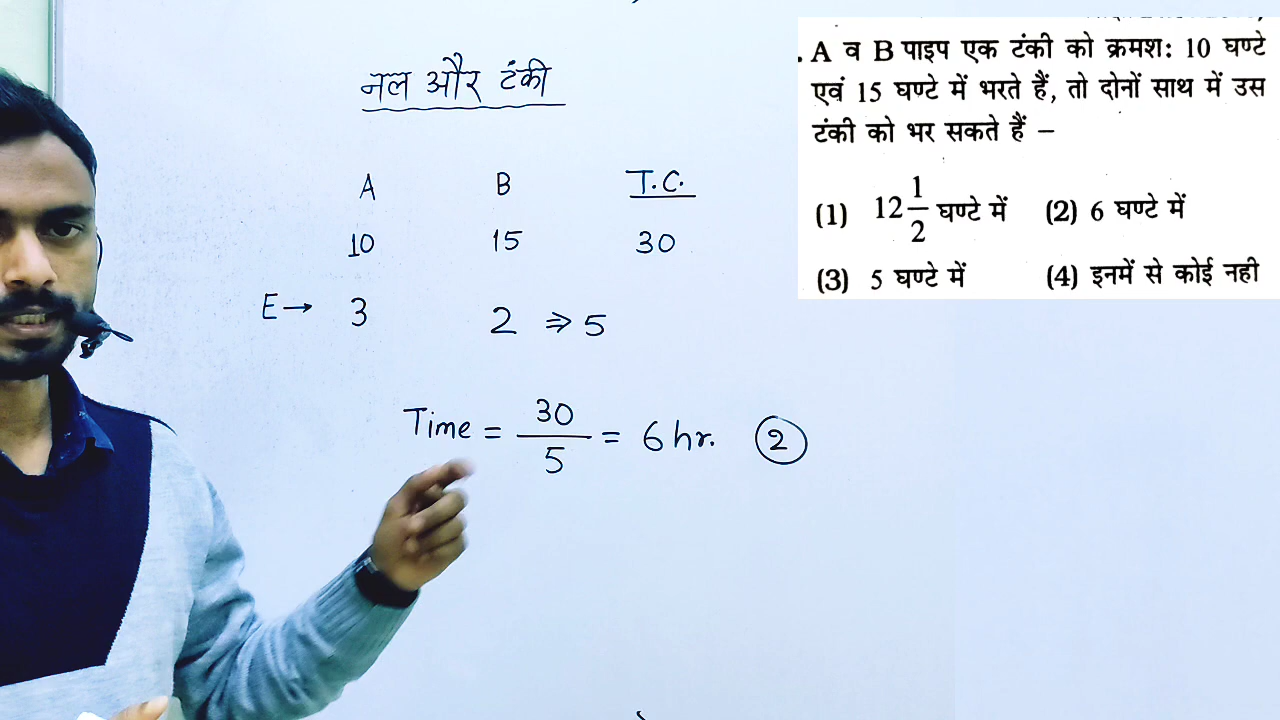 नल और टंकी
A B T.C.
10 15 30
E → 3 2 ⇒ 5
Time = 30/5 = 6 hr. ②
. A व B पाइप एक टंकी को क्रमश: 10 घण्टे
एवं 15 घण्टे में भरते हैं, तो दोनों साथ में उस
टंकी को भर सकते हैं –
(1) 12 1/2 घण्टे में (2) 6 घण्टे में
(3) 5 घण्टे में (4) इनमें से कोई नही